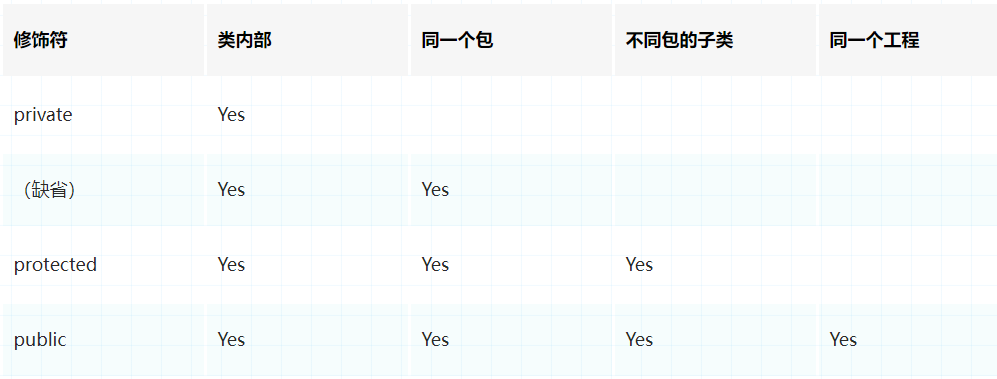 修饰符 类内部 同一个包 不同包的子类 同一个工程
private Yes
（缺省） Yes Yes
protected Yes Yes Yes
public Yes Yes Yes Yes